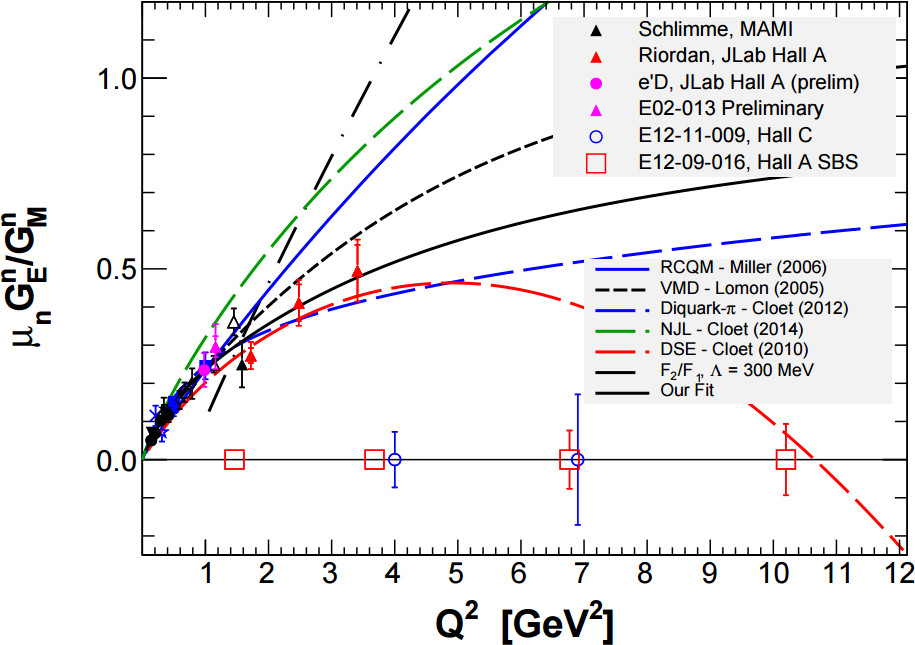 Schlimme, MAMI
Riordan, JLab Hall A
e'D, JLab Hall A (prelim)
E02-013 Preliminary
E12-11-009, Hall C
E12-09-016, Hall A SBS
1.0
0.5
0.0
μₙGₑⁿ/Gₘⁿ
RCQM - Miller (2006)
VMD - Lomon (2005)
Diquark-π - Cloet (2012)
NJL - Cloet (2014)
DSE - Cloet (2010)
F₂/F₁, Λ = 300 MeV
Our Fit
1 2 3 4 5 6 7 8 9 10 11 12
Q² [GeV²]